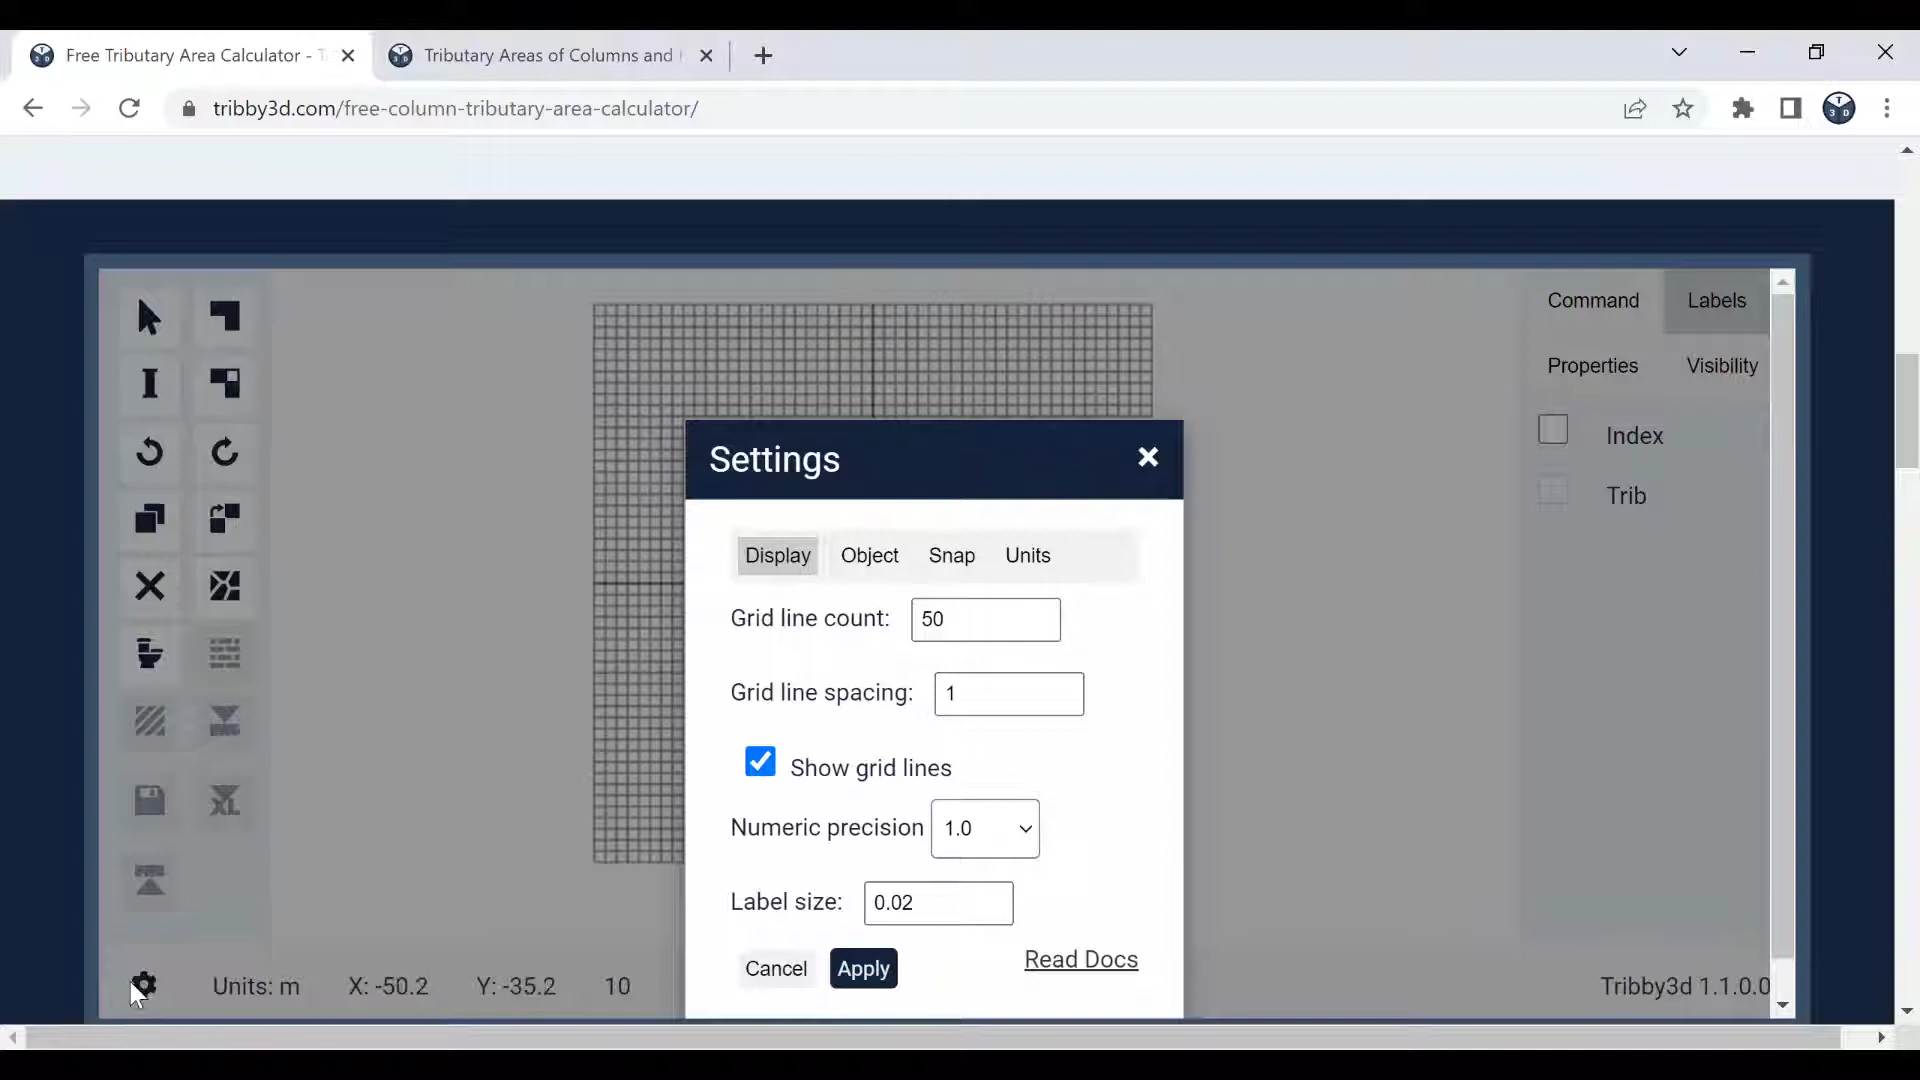 Free Tributary Area Calculator -
Tributary Areas of Columns and
tribby3d.com/free-column-tributary-area-calculator/
Command
Labels
Properties
Visibility
Index
Trib
Settings
Display Object Snap Units
Grid line count: 50
Grid line spacing: 1
Show grid lines
Numeric precision 1.0
Label size: 0.02
Cancel Apply Read Docs
XL
Units: m X: -50.2 Y: -35.2 10
Tribby3d 1.1.0.0